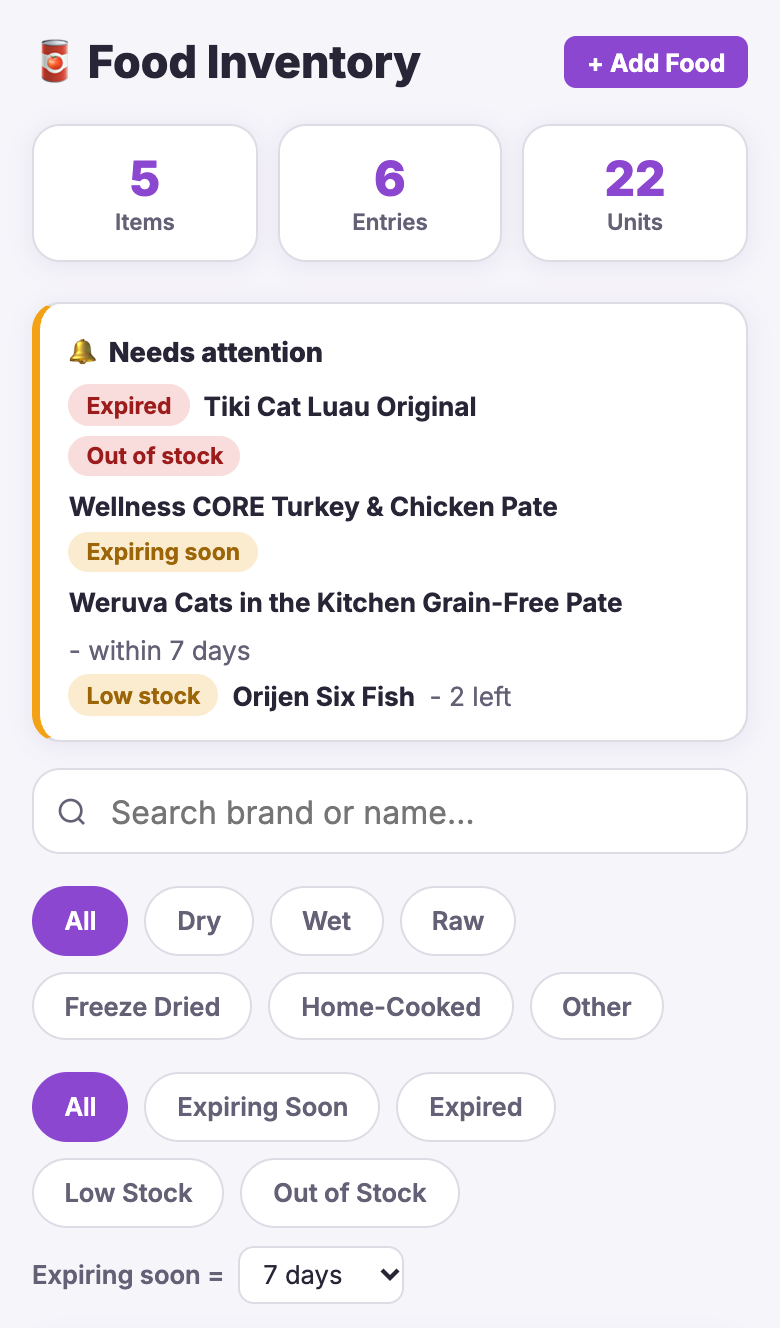 Food Inventory
+ Add Food
5
Items
6
Entries
22
Units
Needs attention
Expired Tiki Cat Luau Original
Out of stock
Wellness CORE Turkey & Chicken Pate
Expiring soon
Weruva Cats in the Kitchen Grain-Free Pate
- within 7 days
Low stock Orijen Six Fish - 2 left
Search brand or name...
All Dry Wet Raw
Freeze Dried Home-Cooked Other
All Expiring Soon Expired
Low Stock Out of Stock
Expiring soon = 7 days